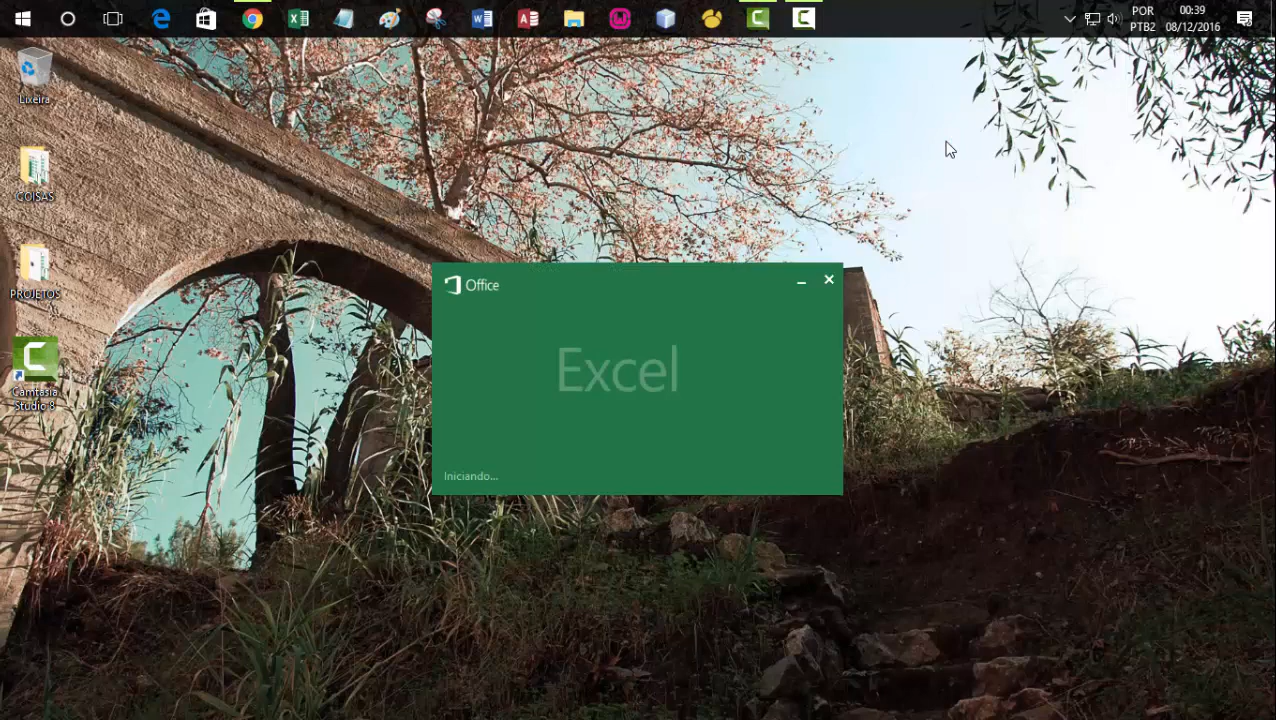 POR
PTB2
00:39
08/12/2016
Lixeira
COISAS
PROJETOS
Camtasia
Studio 8
Office
Excel
Iniciando...